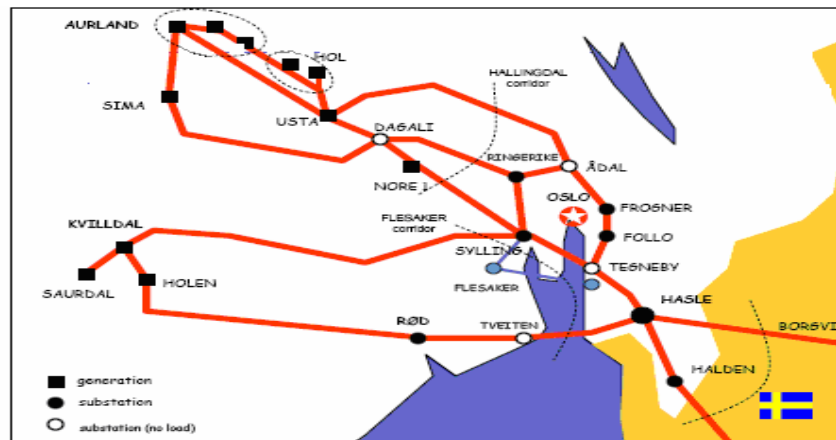 AURLAND
HOL
HALLINGDAL
corridor
SIMA
USTA
DAGALI
RINGERIKE
ÅDAL
NORE 1
OSLO
FROGNER
KVILLDAL
FLESAKER
corridor
FOLLO
SYLLING
TEGNEBY
SAURDAL
HOLEN
FLESAKER
HASLE
RØD
TVEITEN
BORGVI
HALDEN
generation
substation
substation (no load)